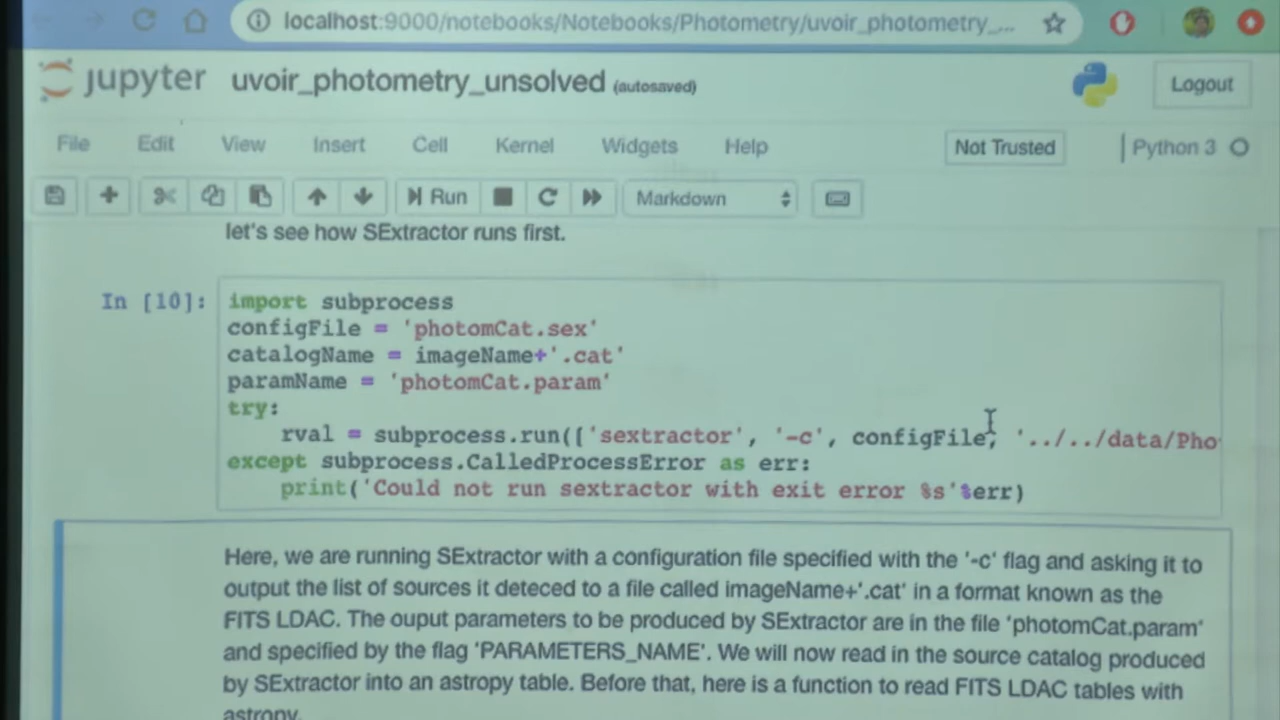 localhost:9000/notebooks/Notebooks/Photometry/uvoir_photometry_...
jupyter uvoir_photometry_unsolved (autosaved) Logout
File Edit View Insert Cell Kernel Widgets Help Not Trusted Python 3
Run Markdown
let's see how SExtractor runs first.
In [10]: import subprocess
configFile = 'photomCat.sex'
catalogName = imageName+'.cat'
paramName = 'photomCat.param'
try:
rval = subprocess.run(['sextractor', '-c', configFile, '../../data/Pho
except subprocess.CalledProcessError as err:
print('Could not run sextractor with exit error %s'%err)
Here, we are running SExtractor with a configuration file specified with the '-c' flag and asking it to
output the list of sources it deteced to a file called imageName+'.cat' in a format known as the
FITS LDAC. The ouput parameters to be produced by SExtractor are in the file 'photomCat.param'
and specified by the flag 'PARAMETERS_NAME'. We will now read in the source catalog produced
by SExtractor into an astropy table. Before that, here is a function to read FITS LDAC tables with
astropy.